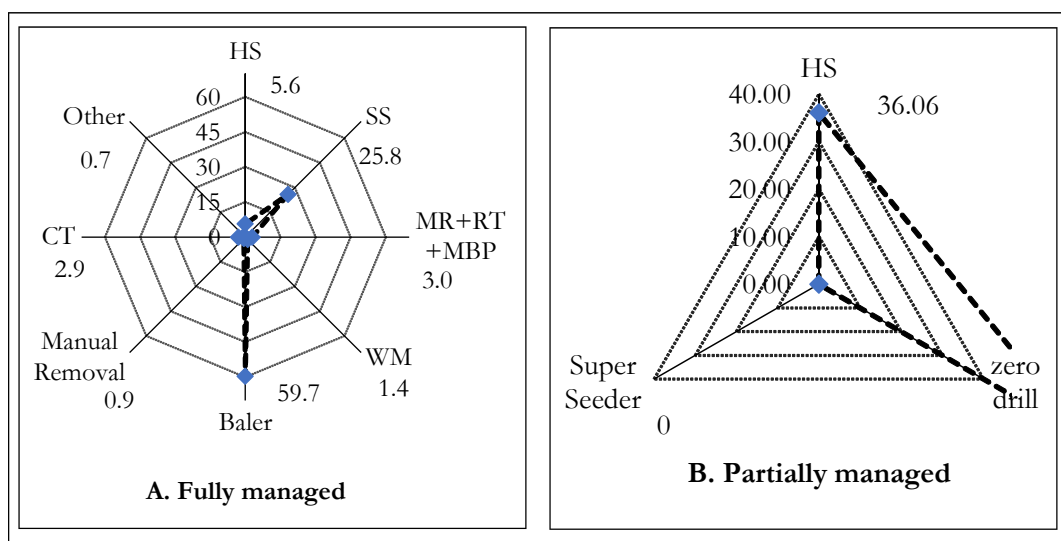 HS
5.6
60
45
30
15
0
SS
25.8
MR+RT
+MBP
3.0
WM
1.4
59.7
Baler
Manual
Removal
0.9
CT
2.9
Other
0.7
A. Fully managed
HS
36.06
40.00
30.00
20.00
10.00
0.00
zero
drill
Super
Seeder
0
B. Partially managed